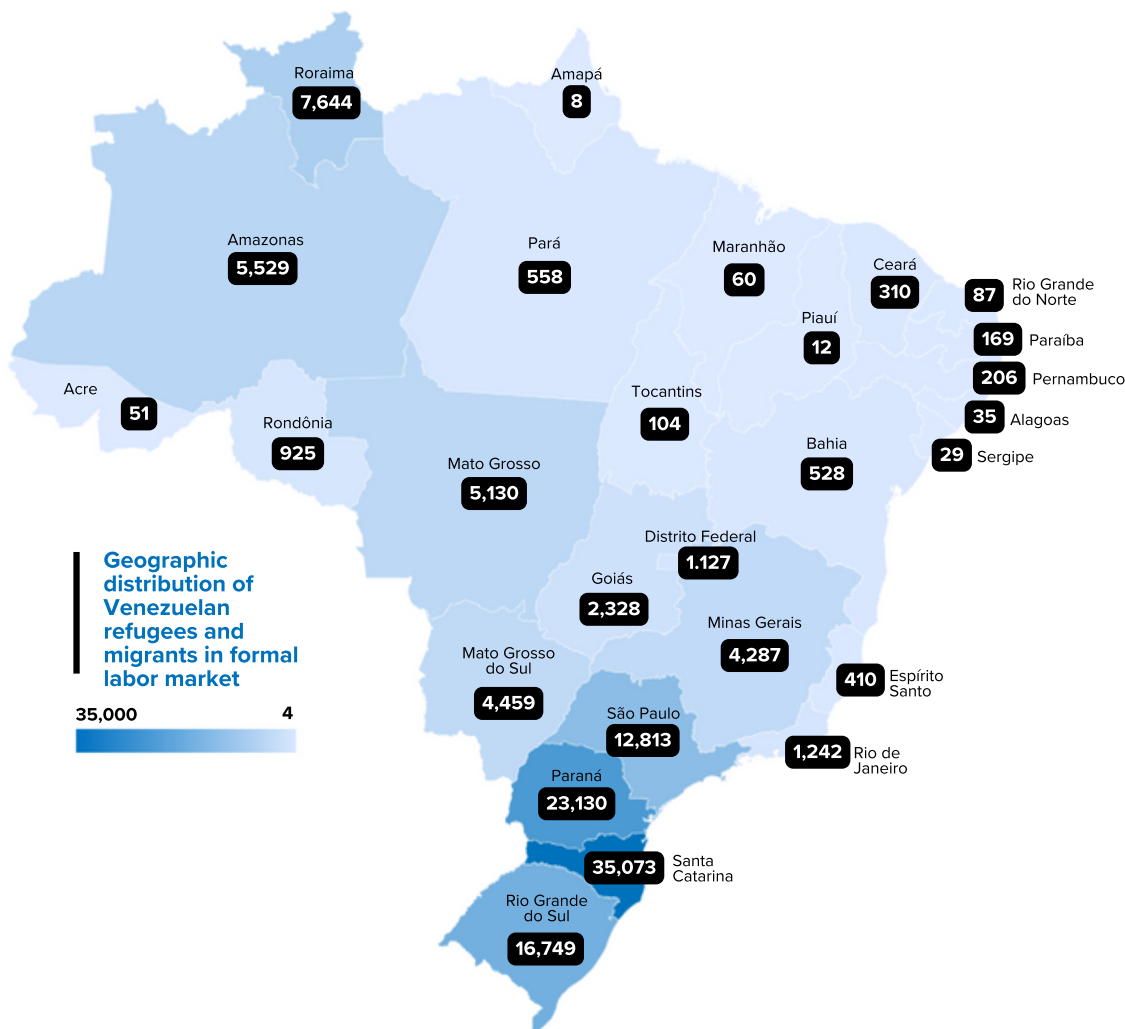 Roraima
7,644
Amapá
8
Amazonas
5,529
Pará
558
Maranhão
60
Ceará
310
87
Rio Grande
do Norte
Piauí
12
169
Paraíba
206
Pernambuco
35
Alagoas
29
Sergipe
Acre
51
Rondônia
925
Tocantins
104
Bahia
528
Mato Grosso
5,130
Distrito Federal
1.127
Goiás
2,328
Minas Gerais
4,287
Mato Grosso
do Sul
4,459
410
Espírito
Santo
São Paulo
12,813
1,242
Rio de
Janeiro
Paraná
23,130
35,073
Santa
Catarina
Rio Grande
do Sul
16,749
Geographic
distribution of
Venezuelan
refugees and
migrants in formal
labor market
35,000 4